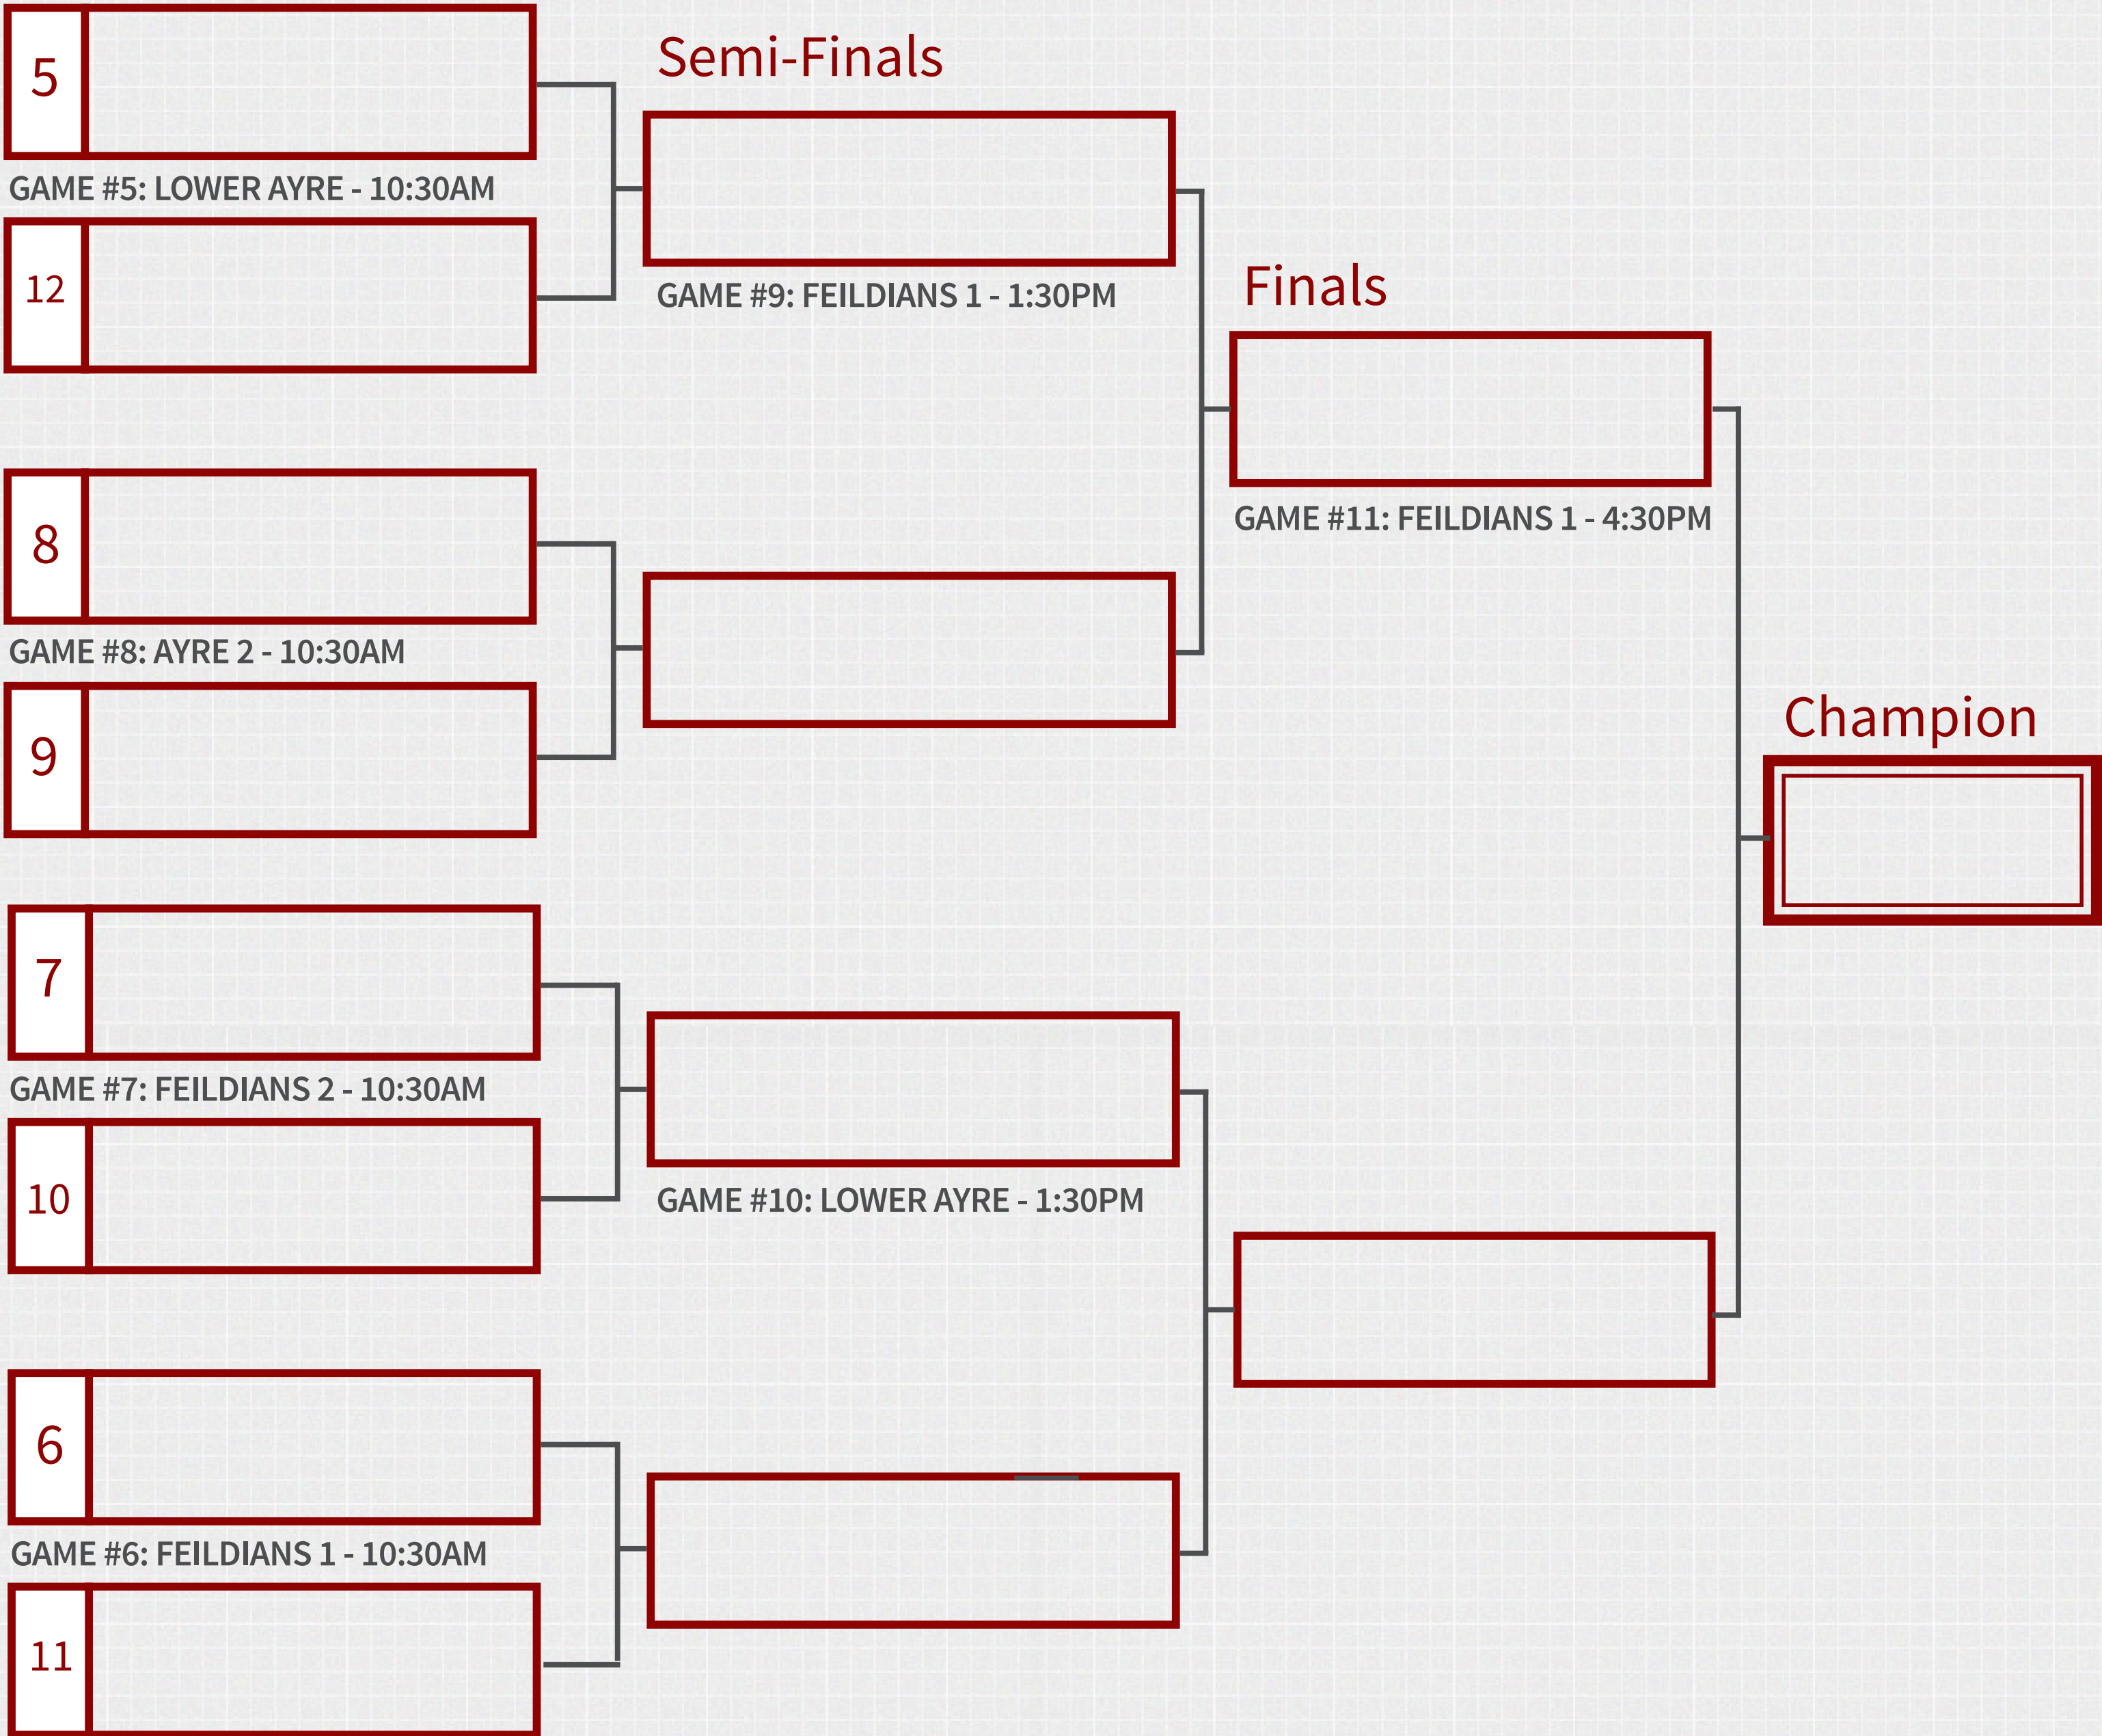 Semi-Finals
5
GAME #5: LOWER AYRE - 10:30AM
12
GAME #9: FEILDIANS 1 - 1:30PM
Finals
8
GAME #11: FEILDIANS 1 - 4:30PM
GAME #8: AYRE 2 - 10:30AM
9
Champion
7
GAME #7: FEILDIANS 2 - 10:30AM
10
GAME #10: LOWER AYRE - 1:30PM
6
GAME #6: FEILDIANS 1 - 10:30AM
11